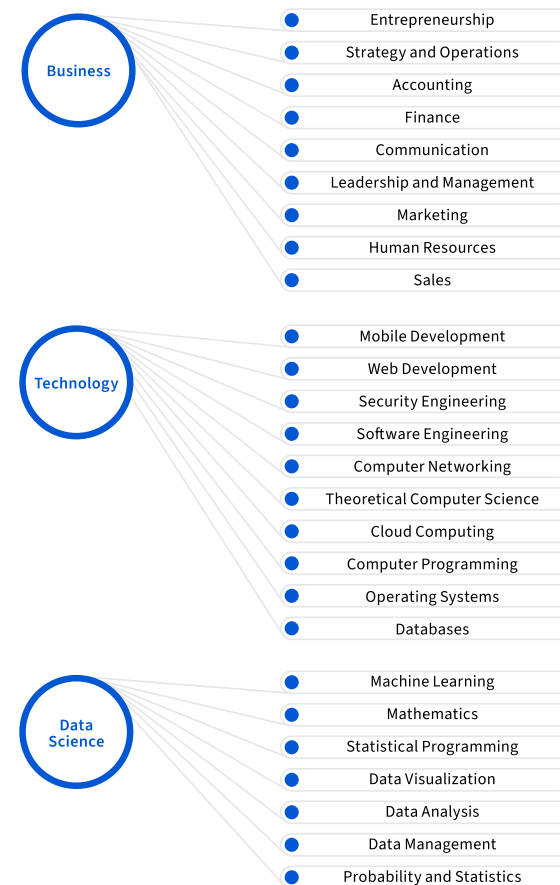 Business
Entrepreneurship
Strategy and Operations
Accounting
Finance
Communication
Leadership and Management
Marketing
Human Resources
Sales
Technology
Mobile Development
Web Development
Security Engineering
Software Engineering
Computer Networking
Theoretical Computer Science
Cloud Computing
Computer Programming
Operating Systems
Databases
Data
Science
Machine Learning
Mathematics
Statistical Programming
Data Visualization
Data Analysis
Data Management
Probability and Statistics